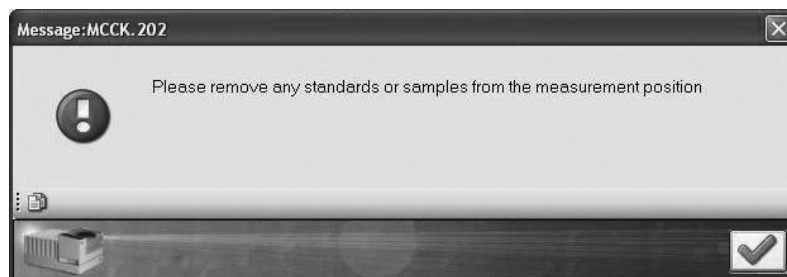 Message:MCCK.202
Please remove any standards or samples from the measurement position